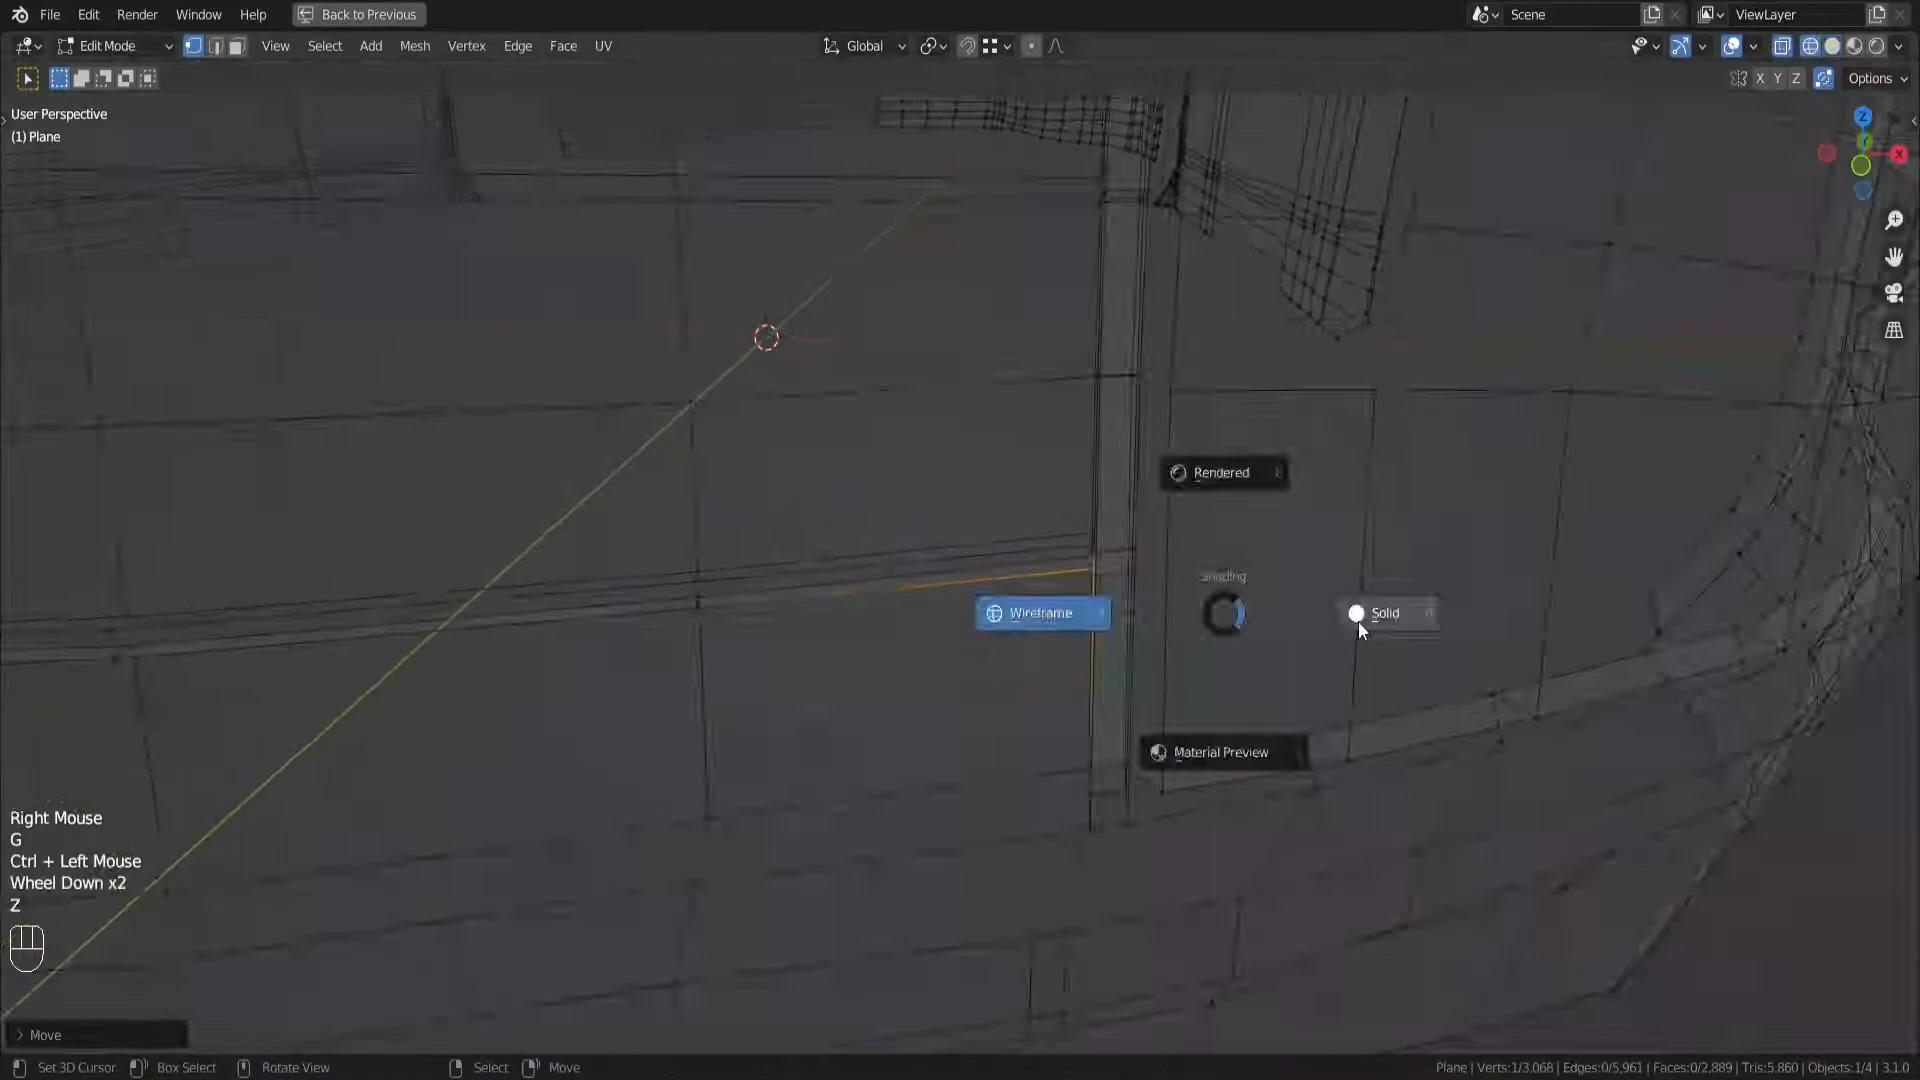 File Edit Render Window Help Back to Previous Scene ViewLayer
Edit Mode View Select Add Mesh Vertex Edge Face UV Global
X Y Z Options
User Perspective
(1) Plane
Z
X
Rendered
Shading
Wireframe
Solid
Material Preview
Right Mouse
G
Ctrl + Left Mouse
Wheel Down x2
Z
Move
Set 3D Cursor Box Select Rotate View Select Move Plane | Verts:1/3,068 | Edges:0/5,961 | Faces:0/2,889 | Tris:5,860 | Objects:1/4 | 3.1.0